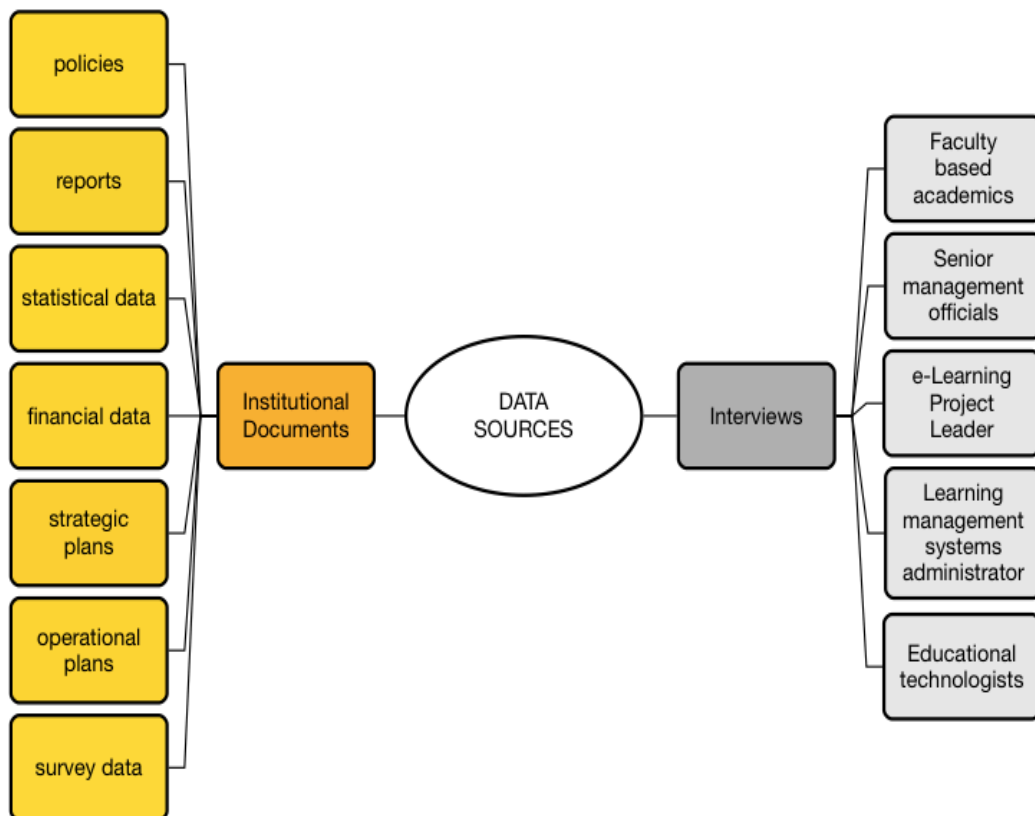 policies
reports
statistical data
financial data
strategic
plans
operational
plans
survey data
Institutional
Documents
DATA
SOURCES
Interviews
Faculty
based
academics
Senior
management
officials
e-Learning
Project
Leader
Learning
management
systems
administrator
Educational
technologists